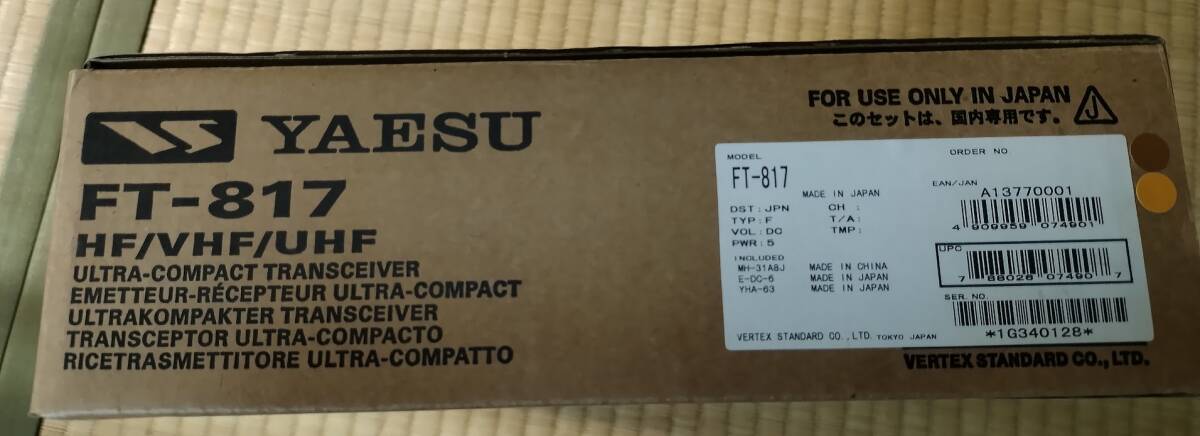 YAESU
FT-817
HF/VHF/UHF
ULTRA-COMPACT TRANSCEIVER
EMETTEUR-RÉCEPTEUR ULTRA-COMPACT
ULTRAKOMPAKTER TRANSCEIVER
TRANSCEPTOR ULTRA-COMPACTO
RICETRASMETTITORE ULTRA-COMPATTO
FOR USE ONLY IN JAPAN
このセットは、国内専用です。
J
MODEL
FT-817
MADE IN JAPAN
DST: JPN CH :
TYP: F T/A:
VOL: DC TMP:
PWR: 5
INCLUDED
MH-31A8J MADE IN CHINA
E-DC-6 MADE IN JAPAN
YHA-63 MADE IN JAPAN
VERTEX STANDARD CO.,LTD. TOKYO JAPAN
ORDER NO.
A13770001
EAN/JAN
4 909959 074901
UPC
7 88026 07490 7
SER. NO.
*1G340128*
VERTEX STANDARD CO., LTD.